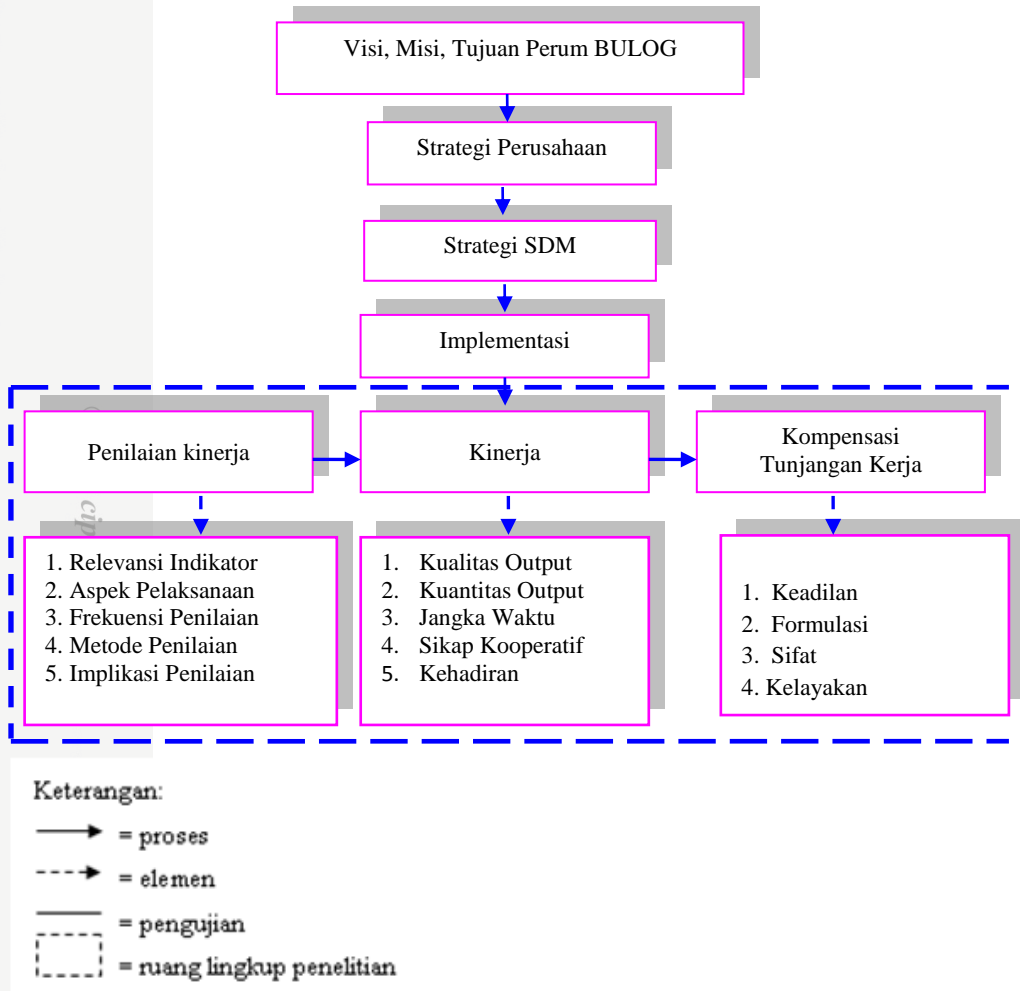 Visi, Misi, Tujuan Perum BULOG
Strategi Perusahaan
Strategi SDM
Implementasi
Penilaian kinerja
Kinerja
Kompensasi
Tunjangan Kerja
1. Relevansi Indikator
2. Aspek Pelaksanaan
3. Frekuensi Penilaian
4. Metode Penilaian
5. Implikasi Penilaian
1. Kualitas Output
2. Kuantitas Output
3. Jangka Waktu
4. Sikap Kooperatif
5. Kehadiran
1. Keadilan
2. Formulasi
3. Sifat
4. Kelayakan
cip
Keterangan:
= proses
= elemen
= pengujian
= ruang lingkup penelitian